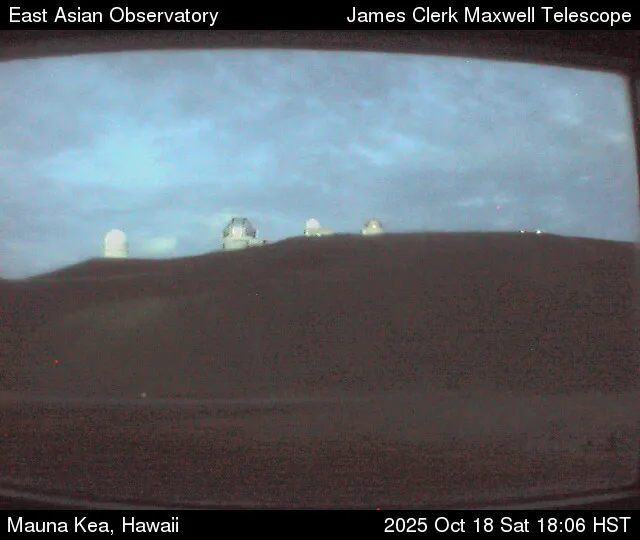 East Asian Observatory
James Clerk Maxwell Telescope
Mauna Kea, Hawaii
2025 Oct 18 Sat 18:06 HST